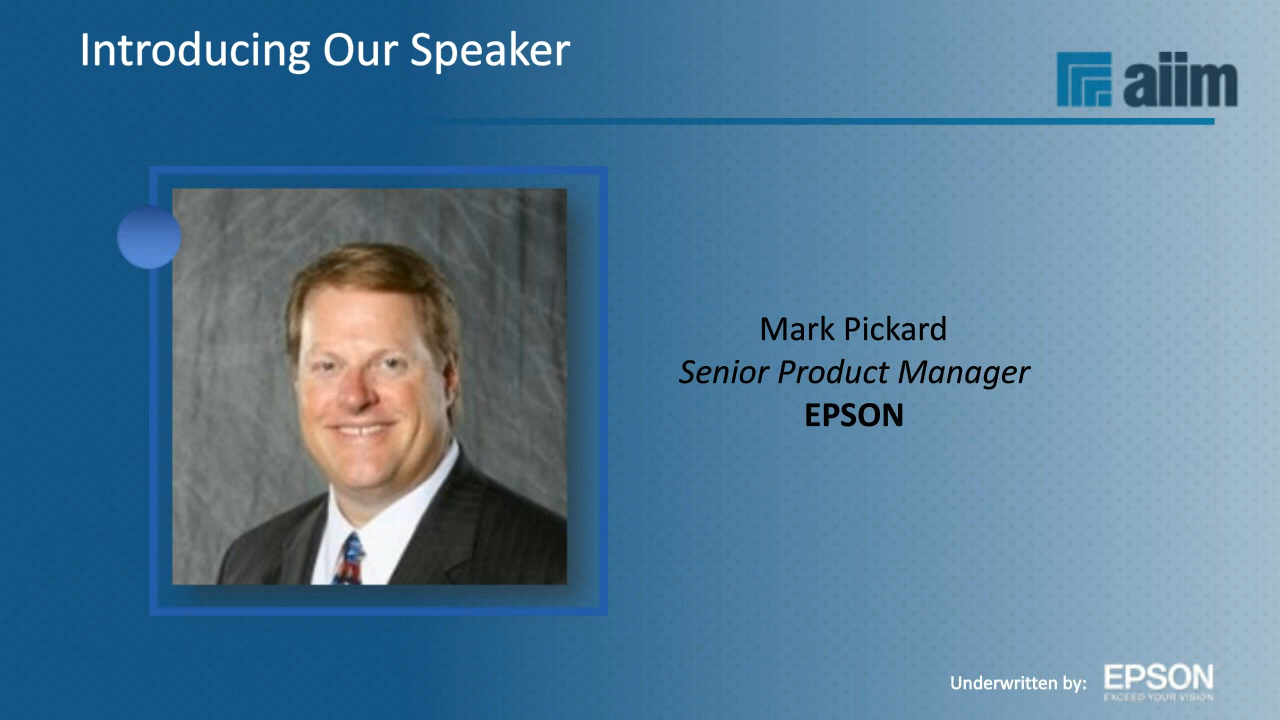 Introducing Our Speaker
aiim
Mark Pickard
Senior Product Manager
EPSON
Underwritten by:
EPSON
EXCEED YOUR VISION